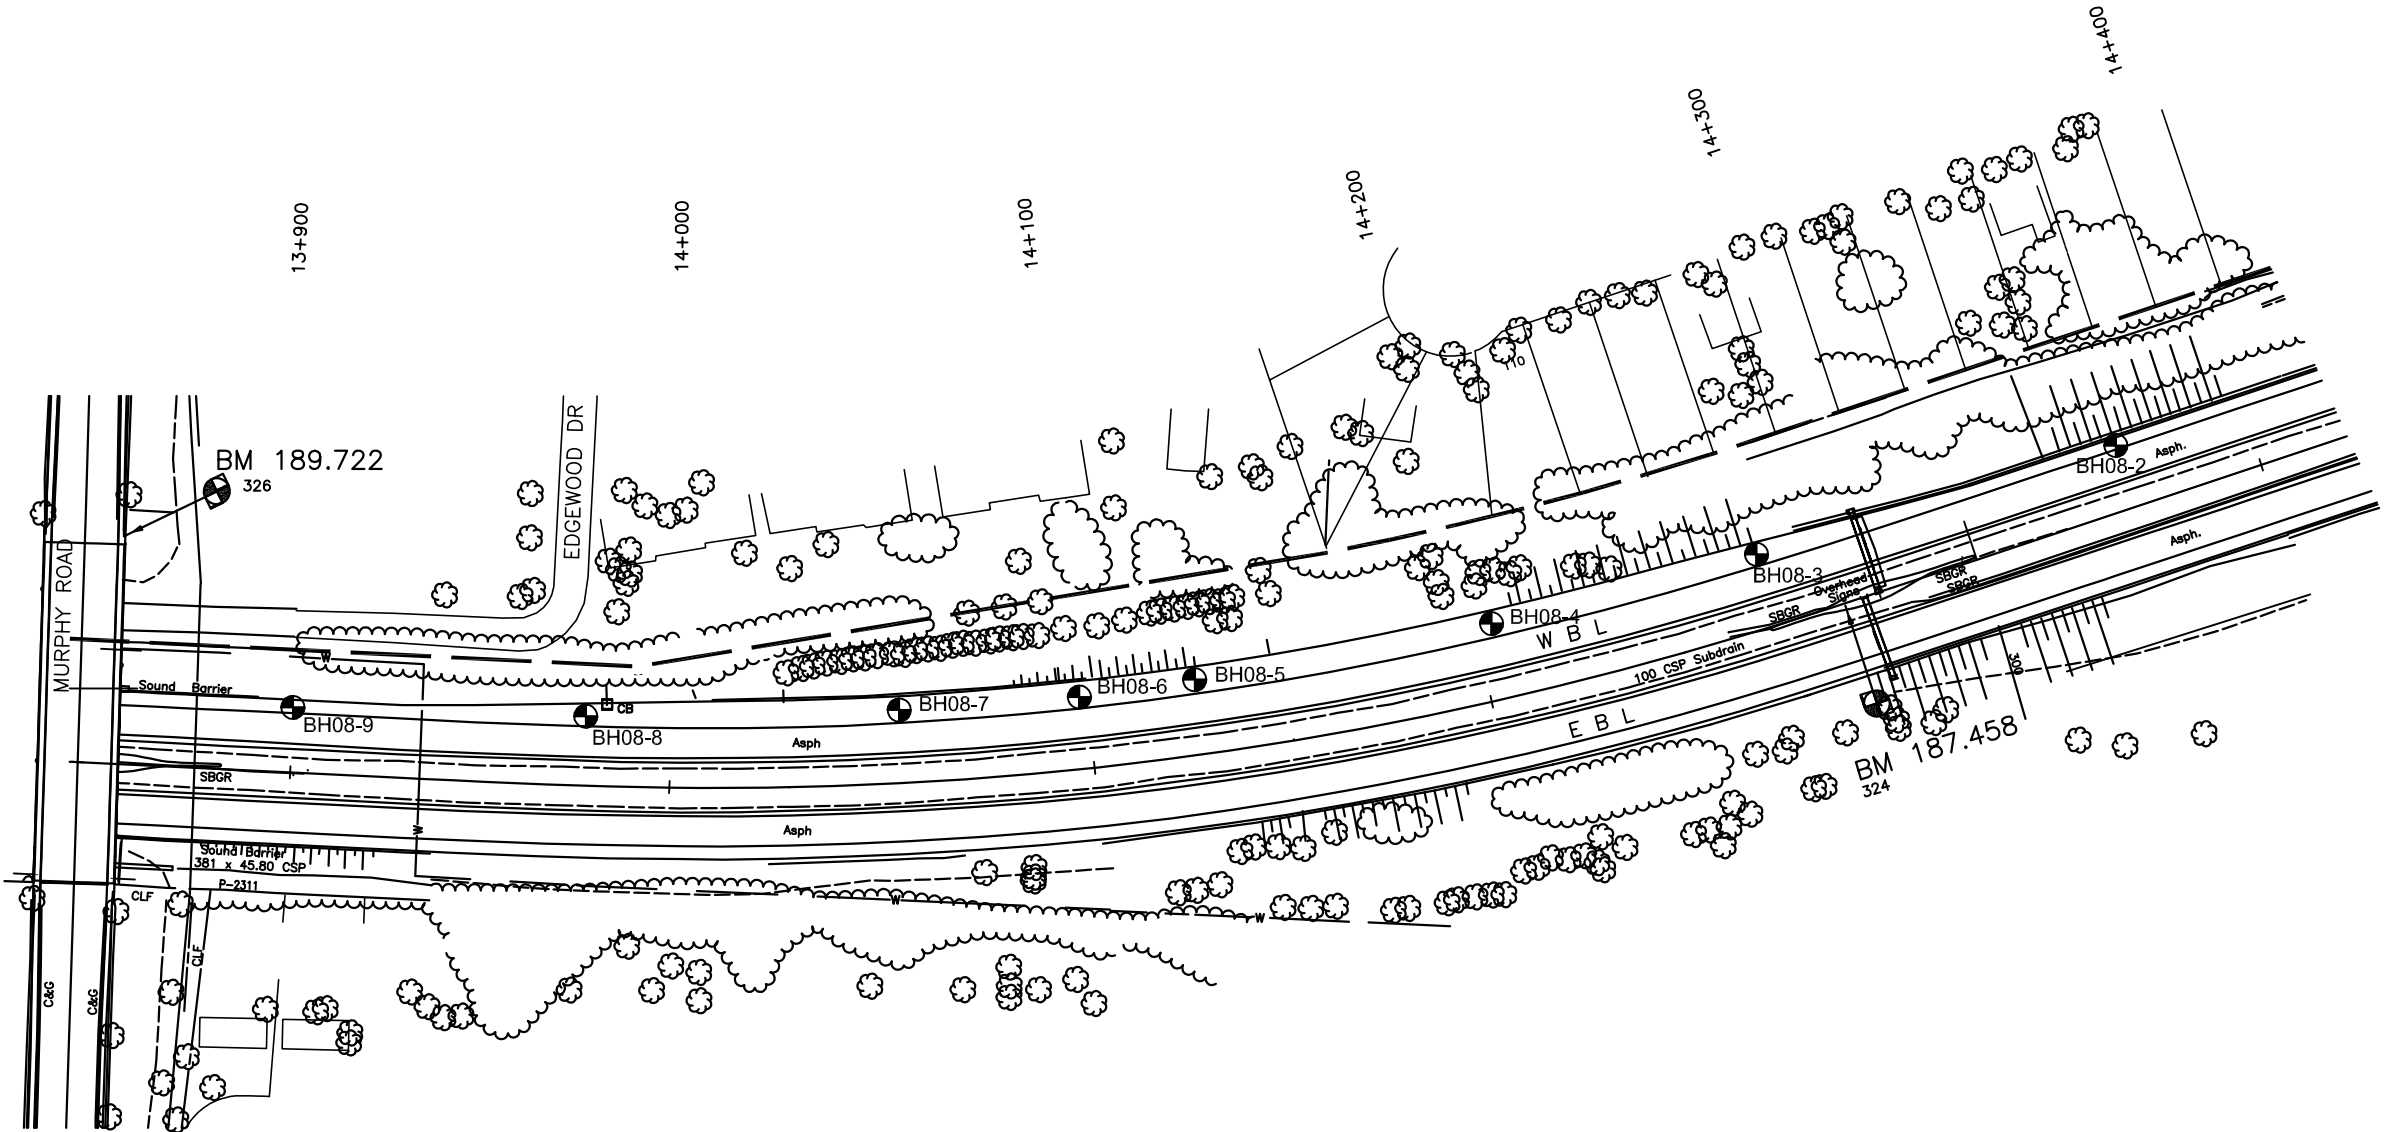 14+400
14+300
14+200
13+900
14+000
14+100
BM 189.722
326
EDGEWOOD DR
MURPHY ROAD
110
BH08-2
Asph.
Asph.
BH08-3
Overhead
Signs
SBGR
SBGR
SBGR
BH08-4
W B L
100 CSP Subdrain
300
W
Sound Barrier
BH08-9
CB
BH08-8
BH08-7
BH08-6
BH08-5
E B L
Asph
SBGR
BM 187.458
324
W
Asph
Sound Barrier
381 x 45.80 CSP
P-2311
CLF
W
W
CLF
C&G
C&G